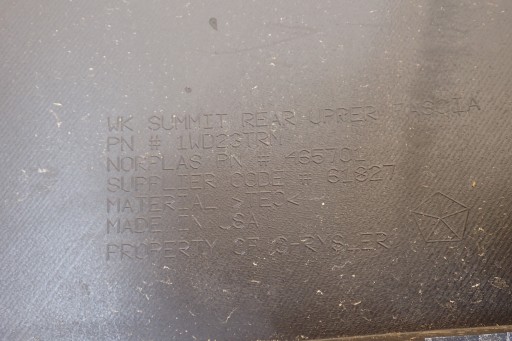 WK SUMMIT REAR UPPER FASCIA
PN # 1WD23TRM
NORPLAS PN # 465701
SUPPLIER CODE # 61827
MATERIAL >TES<
MADE IN USA
PROPERTY OF CHRYSLER